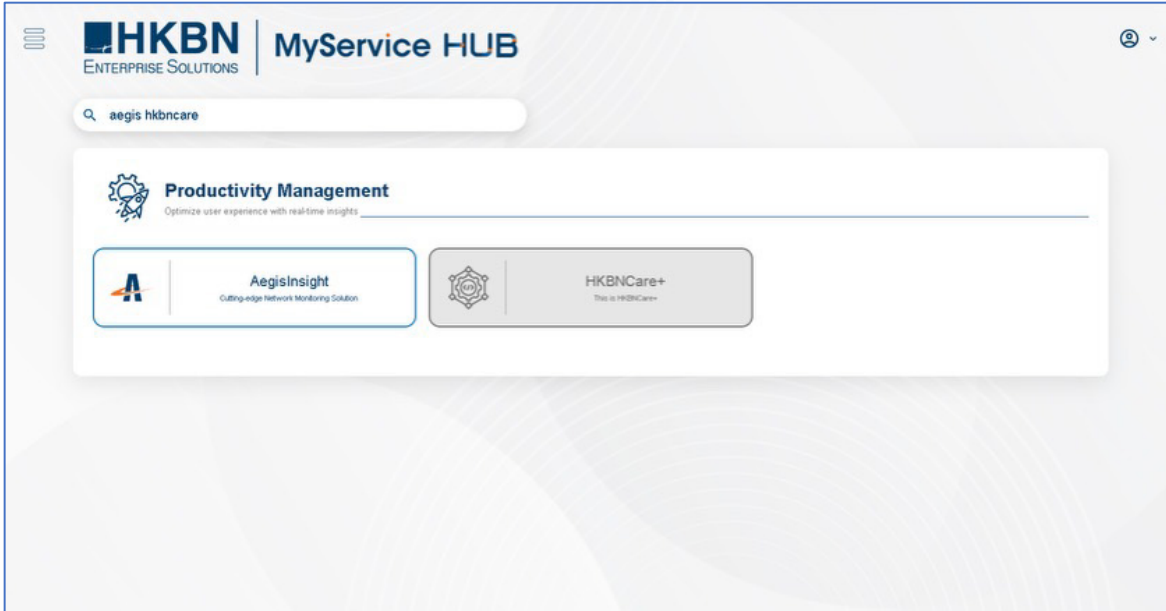 HKBN
ENTERPRISE SOLUTIONS
MyService HUB
aegis hkbncare
Productivity Management
Optimize user experience with real-time insights
AegisInsight
Cutting-edge Network Monitoring Solution
HKBNCare+
This is HKBNCare+